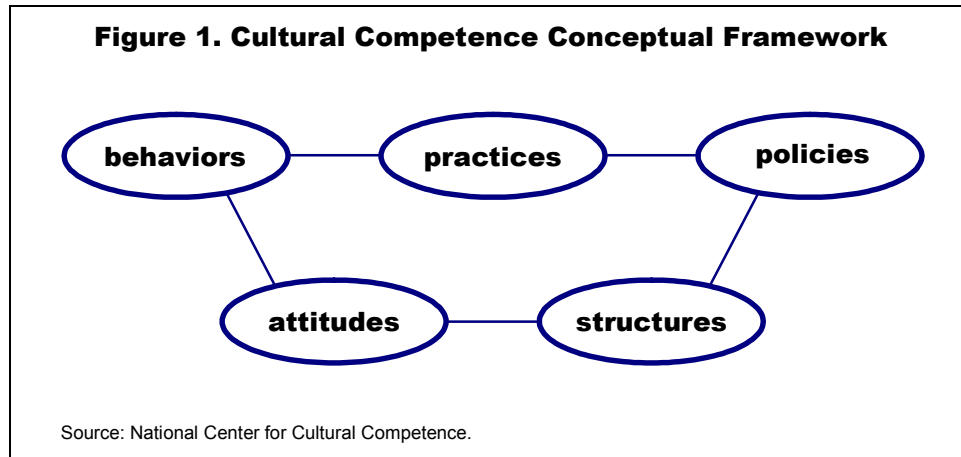 Figure 1. Cultural Competence Conceptual Framework
behaviors
practices
policies
attitudes
structures
Source: National Center for Cultural Competence.